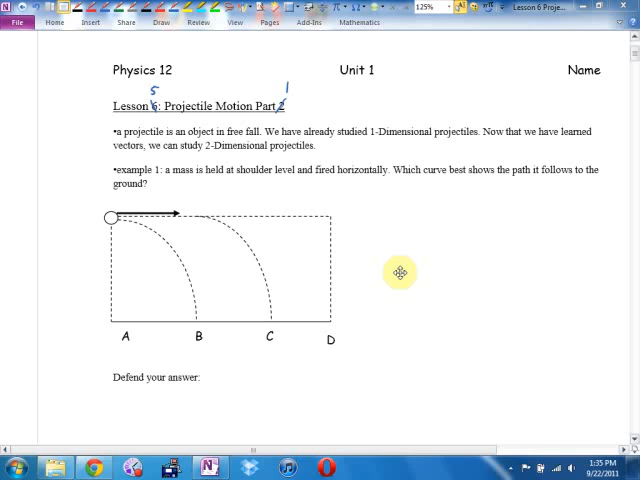 File Home Insert Share Draw Review View Pages Add-Ins Mathematics
125% Lesson 6 Proje...
Physics 12 Unit 1 Name
5 1
Lesson 6: Projectile Motion Part 2
•a projectile is an object in free fall. We have already studied 1-Dimensional projectiles. Now that we have learned
vectors, we can study 2-Dimensional projectiles.
•example 1: a mass is held at shoulder level and fired horizontally. Which curve best shows the path it follows to the
ground?
A B C D
Defend your answer:
1:35 PM
9/22/2011